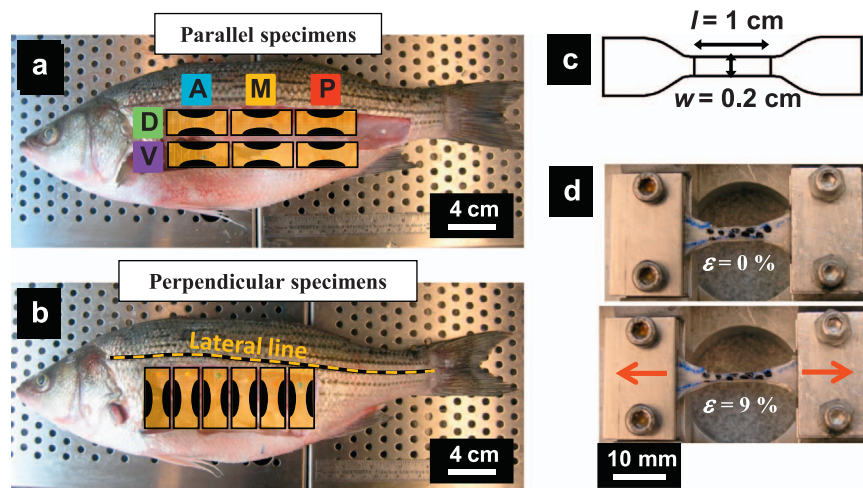 Parallel specimens
a
A M P
D
V
4 cm
Perpendicular specimens
b
Lateral line
4 cm
c
l = 1 cm
w = 0.2 cm
d
ε = 0 %
ε = 9 %
10 mm